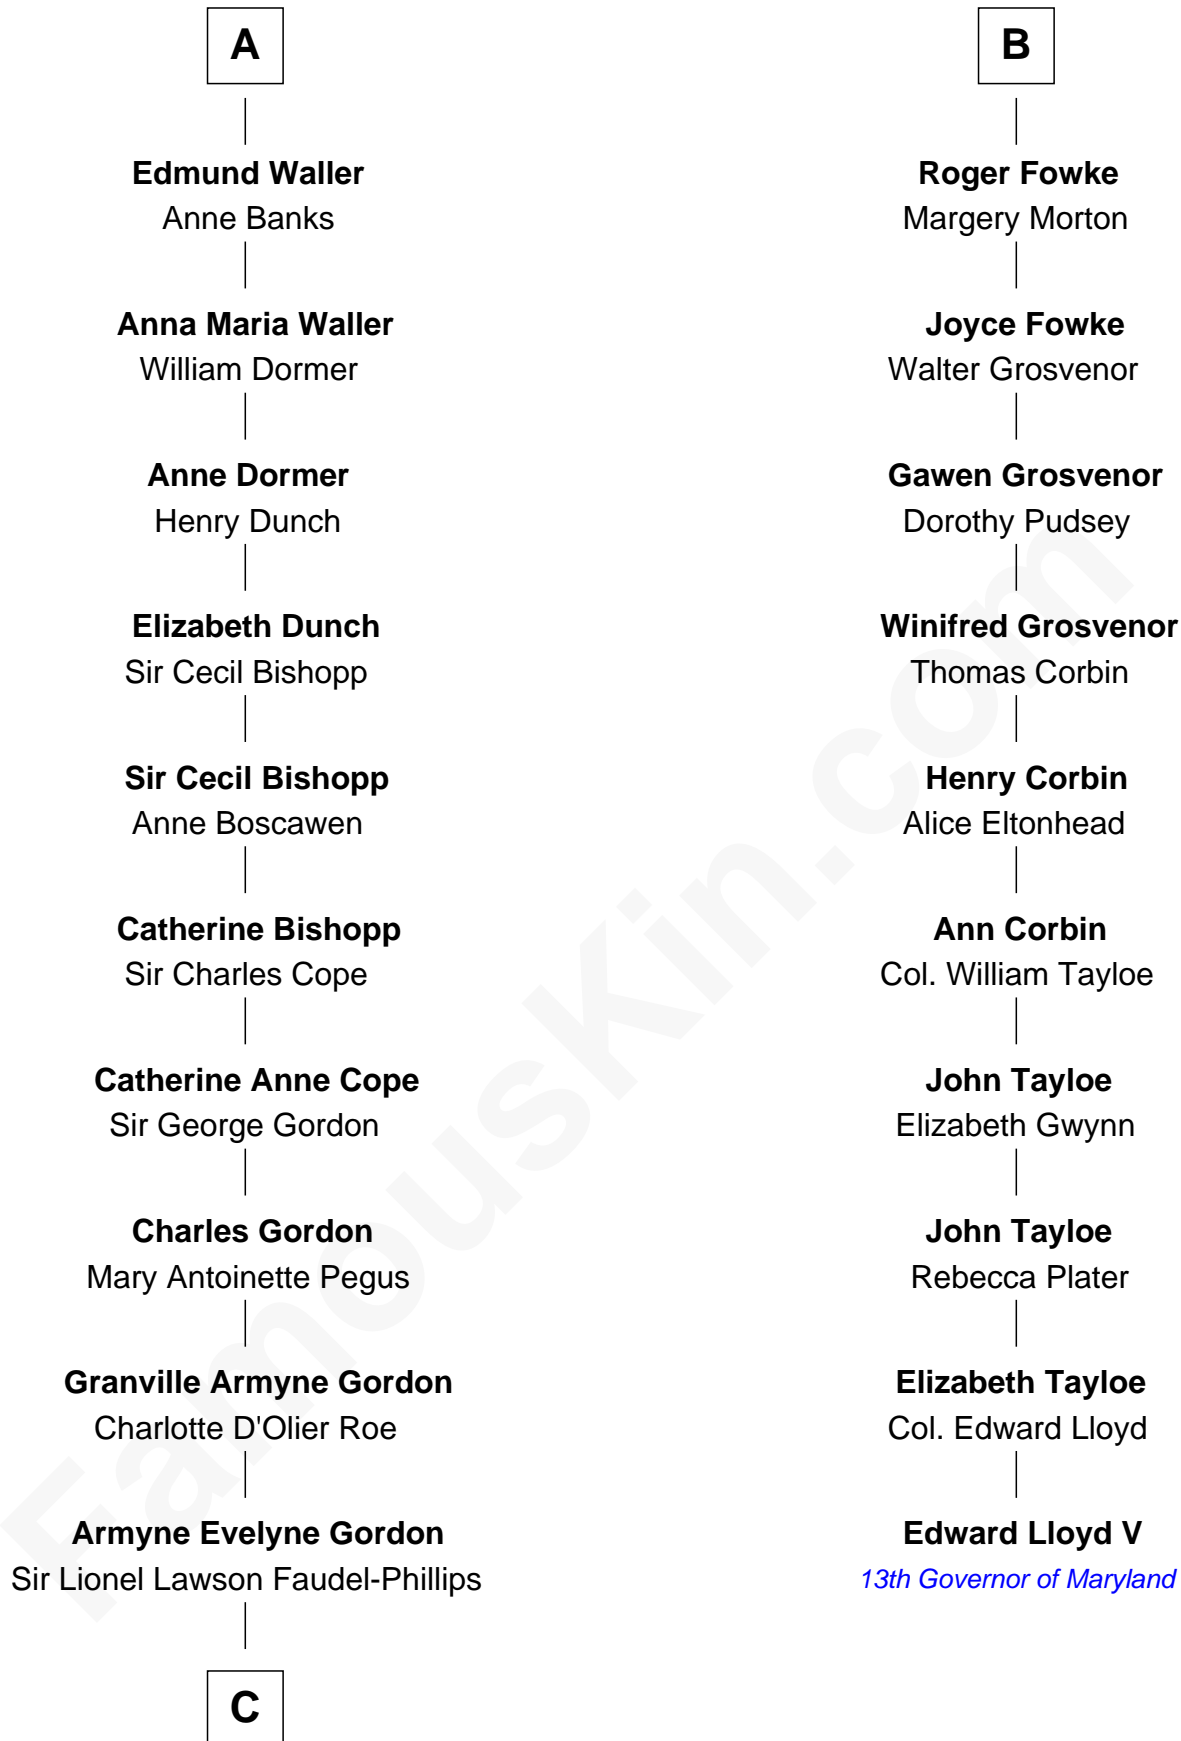 A
Edmund Waller
Anne Banks
Anna Maria Waller
William Dormer
Anne Dormer
Henry Dunch
Elizabeth Dunch
Sir Cecil Bishopp
Sir Cecil Bishopp
Anne Boscawen
Catherine Bishopp
Sir Charles Cope
Catherine Anne Cope
Sir George Gordon
Charles Gordon
Mary Antoinette Pegus
Granville Armyne Gordon
Charlotte D'Olier Roe
Armyne Evelyne Gordon
Sir Lionel Lawson Faudel-Phillips
C
B
Roger Fowke
Margery Morton
Joyce Fowke
Walter Grosvenor
Gawen Grosvenor
Dorothy Pudsey
Winifred Grosvenor
Thomas Corbin
Henry Corbin
Alice Eltonhead
Ann Corbin
Col. William Tayloe
John Tayloe
Elizabeth Gwynn
John Tayloe
Rebecca Plater
Elizabeth Tayloe
Col. Edward Lloyd
Edward Lloyd V
13th Governor of Maryland
FamousKin.com